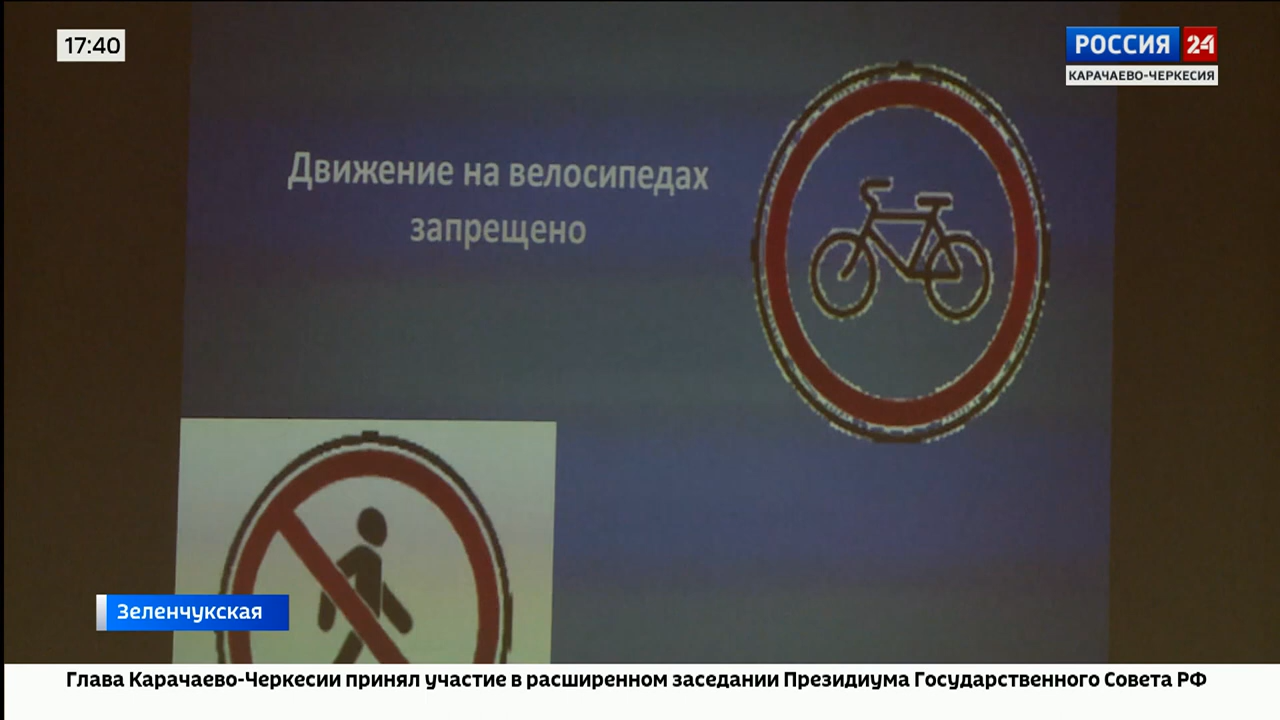 17:40
РОССИЯ 24
КАРАЧАЕВО-ЧЕРКЕСИЯ
Движение на велосипедах
запрещено
Зеленчукская
Глава Карачаево-Черкесии принял участие в расширенном заседании Президиума Государственного Совета РФ